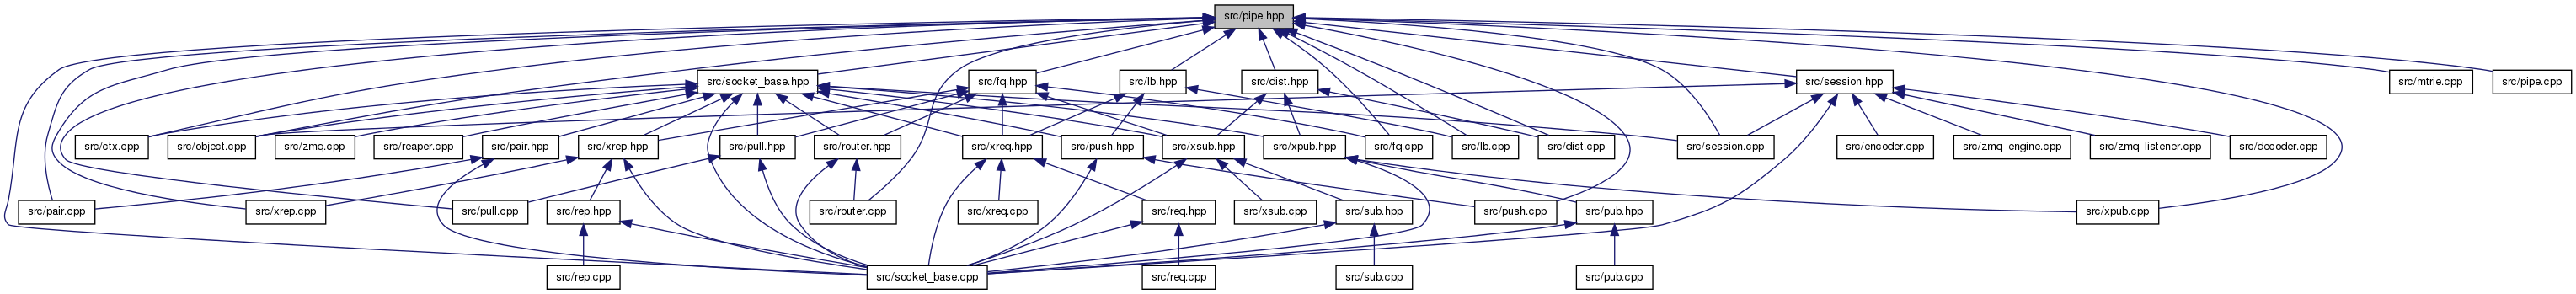 src/pipe.hpp
src/socket_base.hpp
src/fq.hpp
src/lb.hpp
src/dist.hpp
src/session.hpp
src/mtrie.cpp
src/pipe.cpp
src/ctx.cpp
src/object.cpp
src/zmq.cpp
src/reaper.cpp
src/pair.hpp
src/xrep.hpp
src/pull.hpp
src/router.hpp
src/xreq.hpp
src/push.hpp
src/xsub.hpp
src/xpub.hpp
src/fq.cpp
src/lb.cpp
src/dist.cpp
src/session.cpp
src/encoder.cpp
src/zmq_engine.cpp
src/zmq_listener.cpp
src/decoder.cpp
src/pair.cpp
src/xrep.cpp
src/pull.cpp
src/rep.hpp
src/router.cpp
src/xreq.cpp
src/req.hpp
src/xsub.cpp
src/sub.hpp
src/push.cpp
src/pub.hpp
src/xpub.cpp
src/rep.cpp
src/socket_base.cpp
src/req.cpp
src/sub.cpp
src/pub.cpp